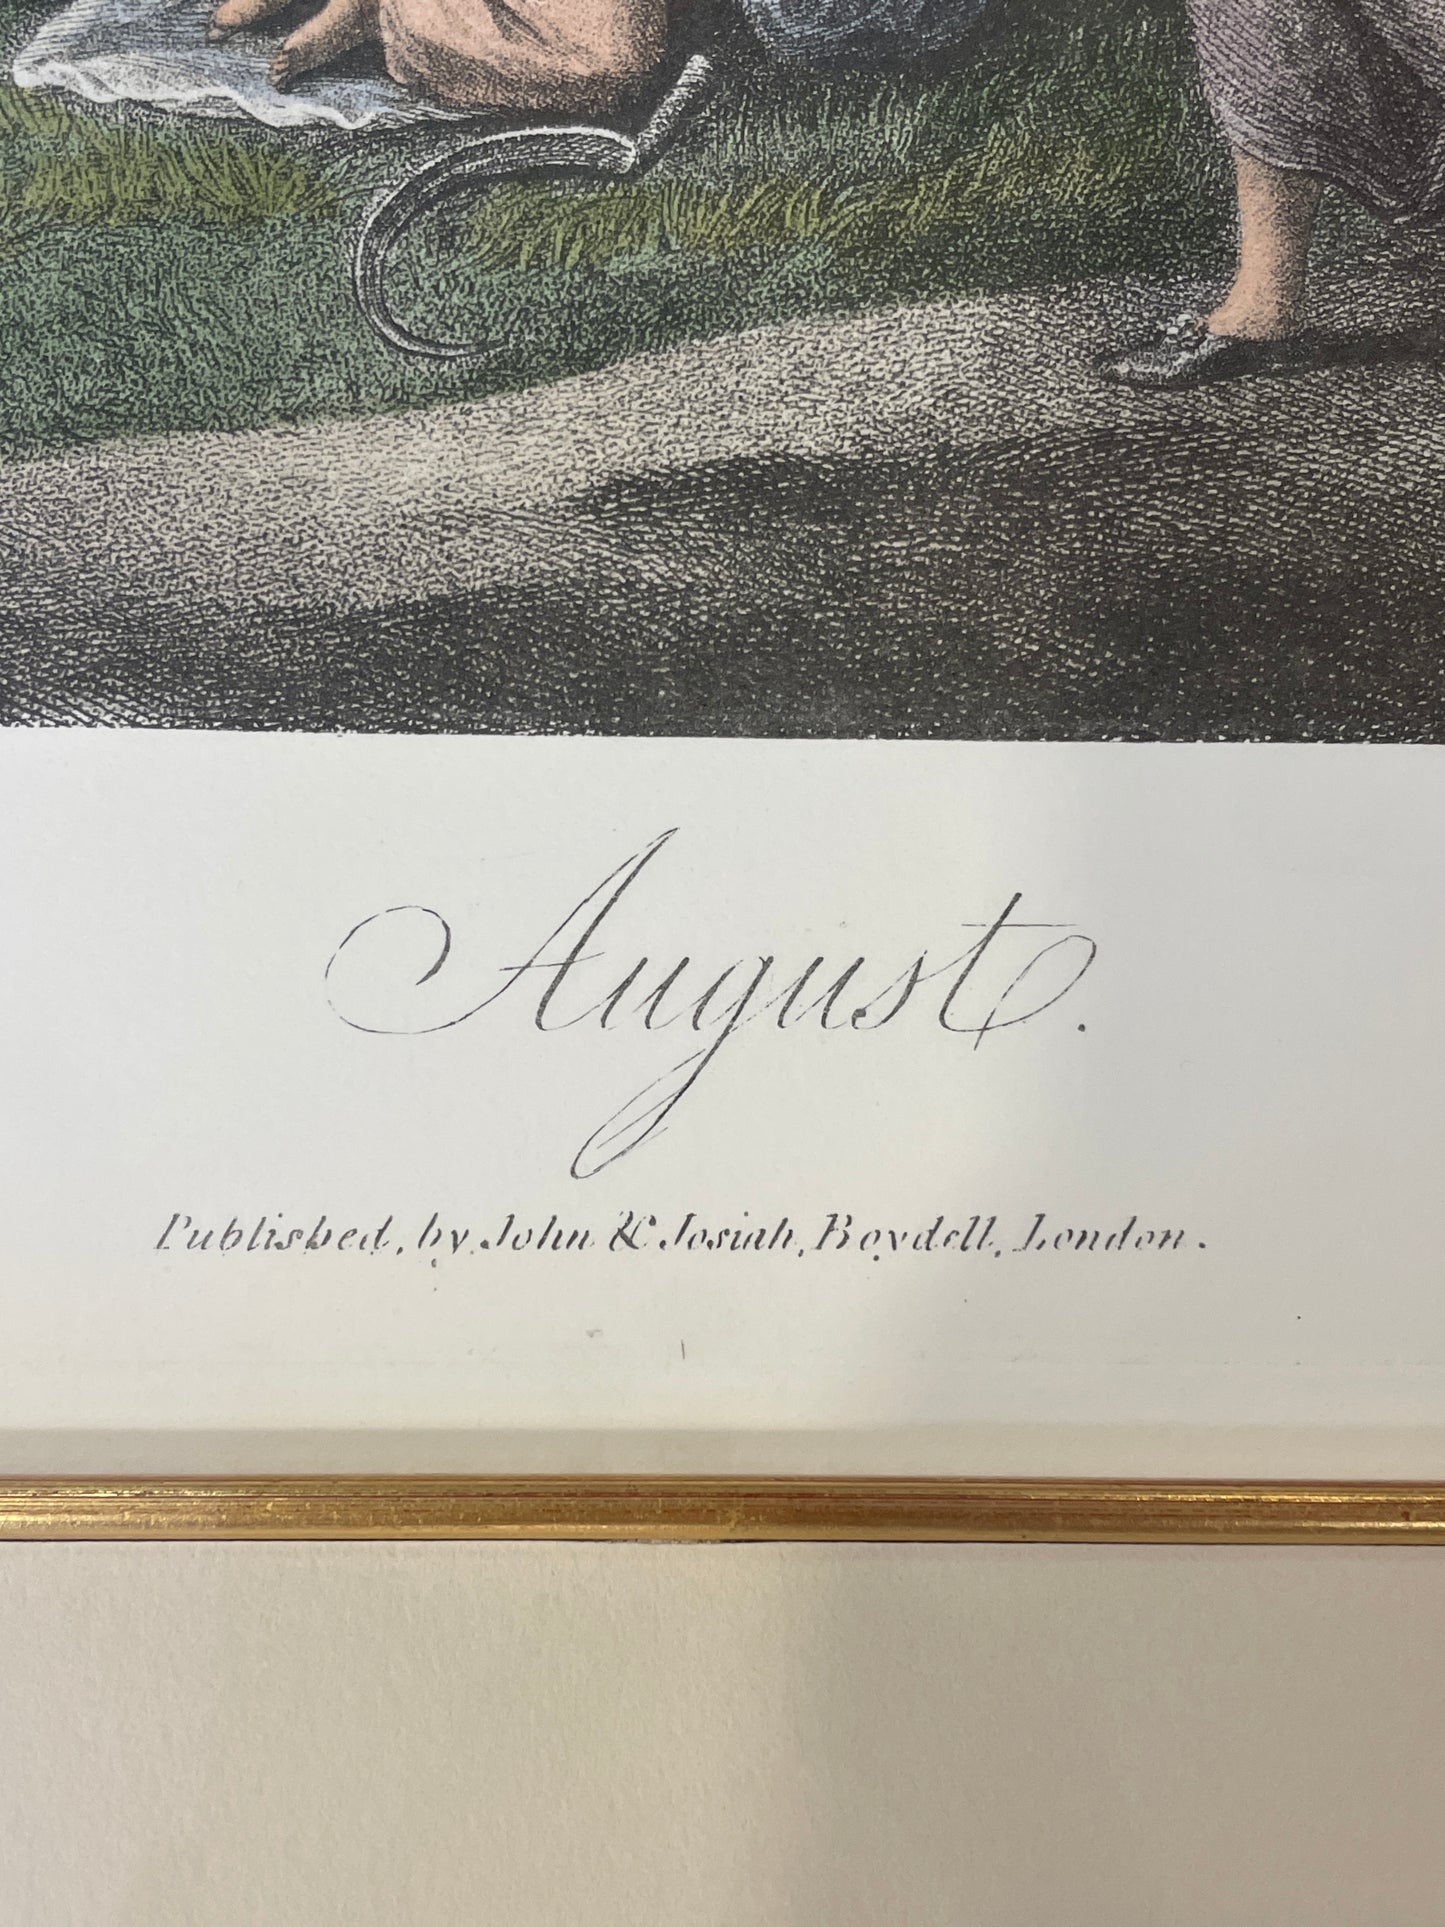 August.
Published, by, John & Josiah, Boydell, London.